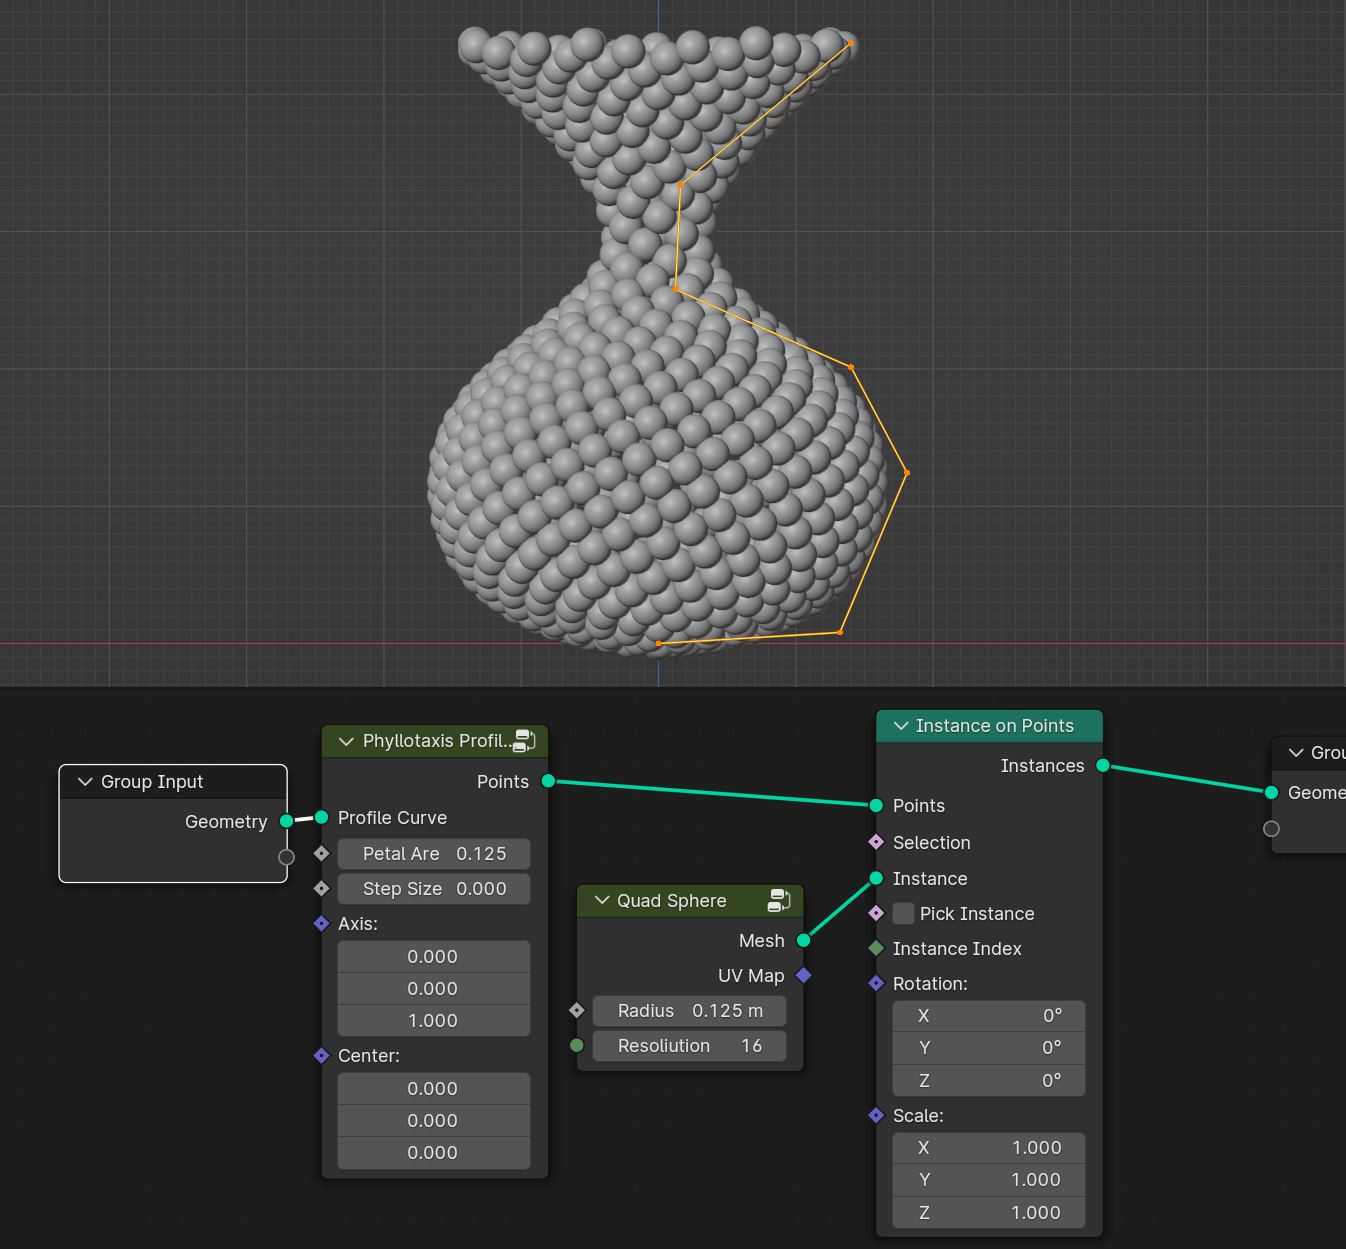 Group Input
Geometry
Phyllotaxis Profil..
Points
Profile Curve
Petal Are 0.125
Step Size 0.000
Axis:
0.000
0.000
1.000
Center:
0.000
0.000
0.000
Quad Sphere
Mesh
UV Map
Radius 0.125 m
Resoliution 16
Instance on Points
Instances
Points
Selection
Instance
Pick Instance
Instance Index
Rotation:
X 0°
Y 0°
Z 0°
Scale:
X 1.000
Y 1.000
Z 1.000
Grou
Geome